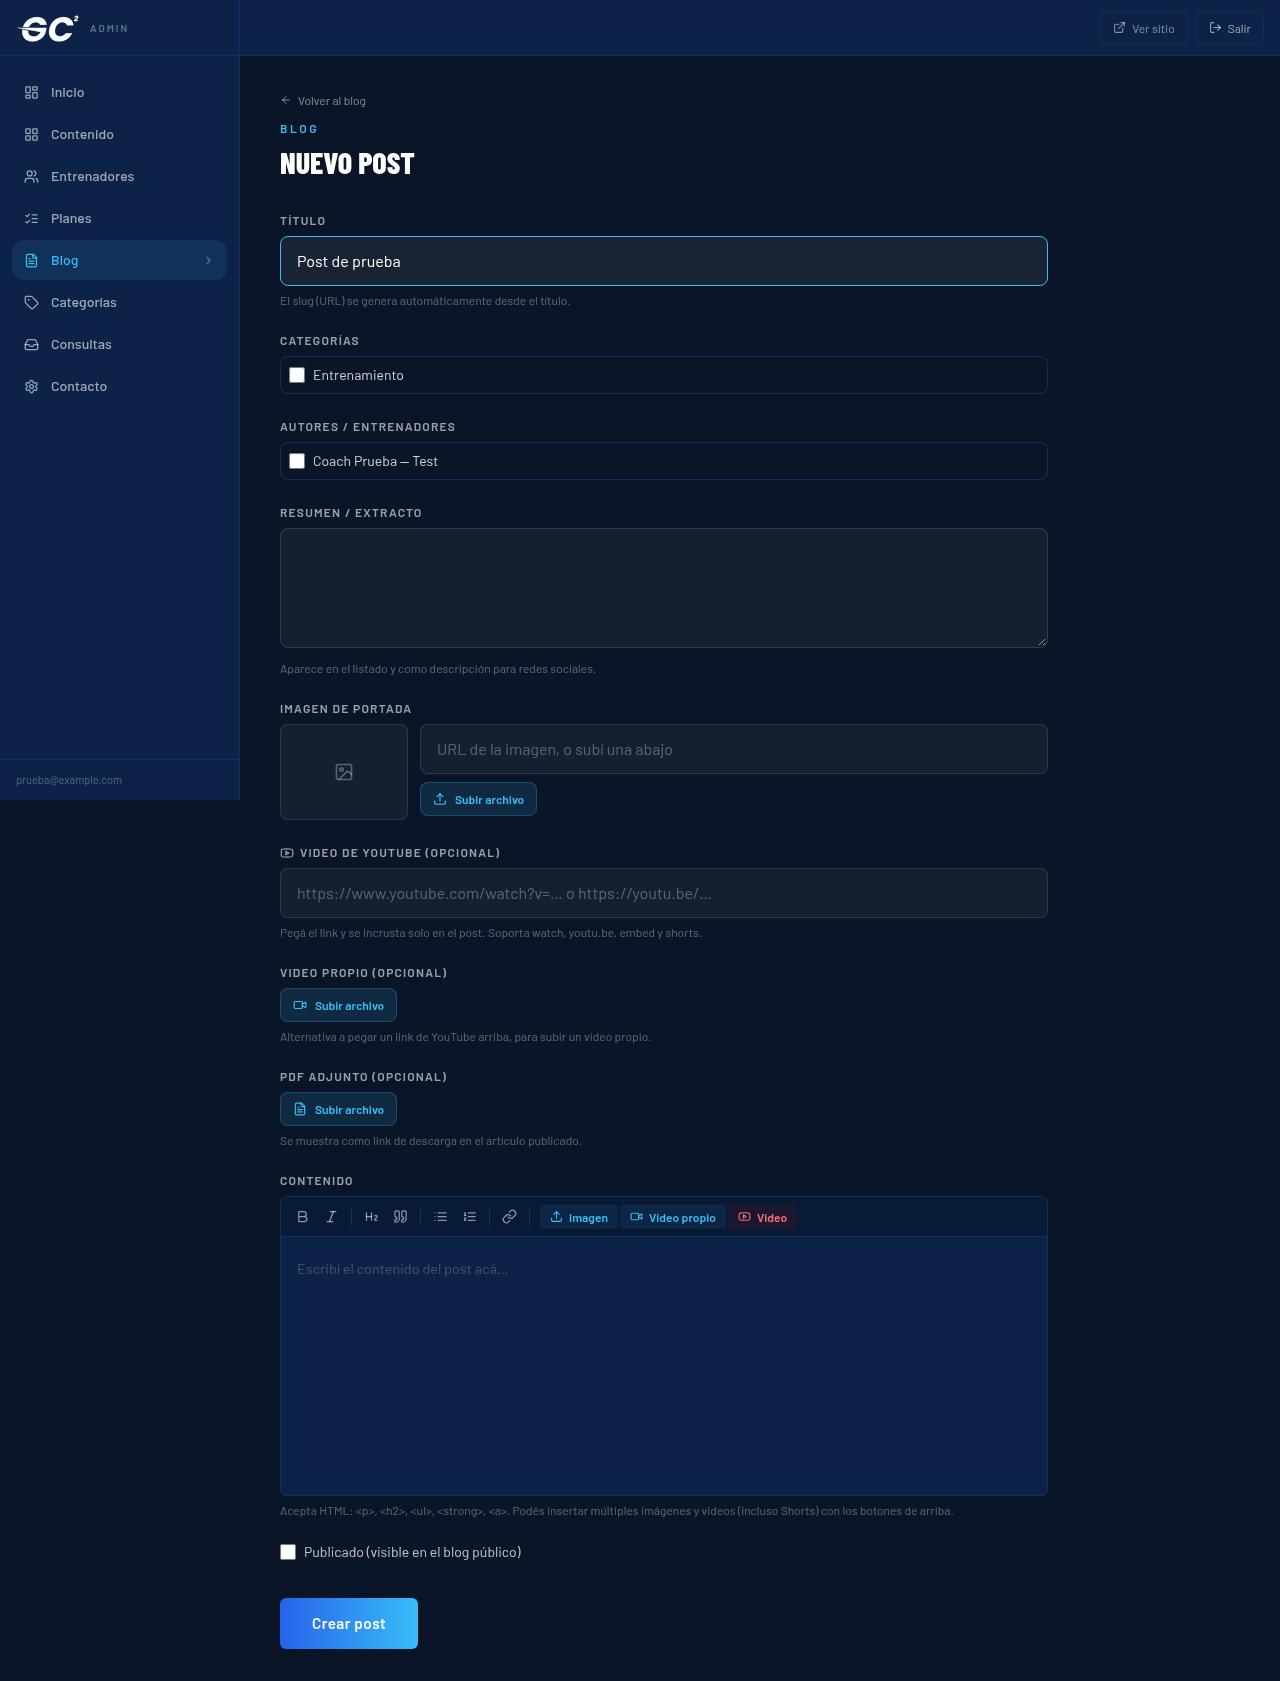 GC²
ADMIN
Ver sitio
Salir
Inicio
Contenido
Entrenadores
Planes
Blog
Categorías
Consultas
Contacto
prueba@example.com
Volver al blog
BLOG
NUEVO POST
TÍTULO
Post de prueba
El slug (URL) se genera automáticamente desde el título.
CATEGORÍAS
Entrenamiento
AUTORES / ENTRENADORES
Coach Prueba — Test
RESUMEN / EXTRACTO
Aparece en el listado y como descripción para redes sociales.
IMAGEN DE PORTADA
URL de la imagen, o subí una abajo
Subir archivo
VIDEO DE YOUTUBE (OPCIONAL)
https://www.youtube.com/watch?v=... o https://youtu.be/...
Pegá el link y se incrusta solo en el post. Soporta watch, youtu.be, embed y shorts.
VIDEO PROPIO (OPCIONAL)
Subir archivo
Alternativa a pegar un link de YouTube arriba, para subir un video propio.
PDF ADJUNTO (OPCIONAL)
Subir archivo
Se muestra como link de descarga en el artículo publicado.
CONTENIDO
B I H2 Imagen Video propio Video
Escribí el contenido del post acá...
Acepta HTML: <p>, <h2>, <ul>, <strong>, <a>. Podés insertar múltiples imágenes y videos (incluso Shorts) con los botones de arriba.
Publicado (visible en el blog público)
Crear post